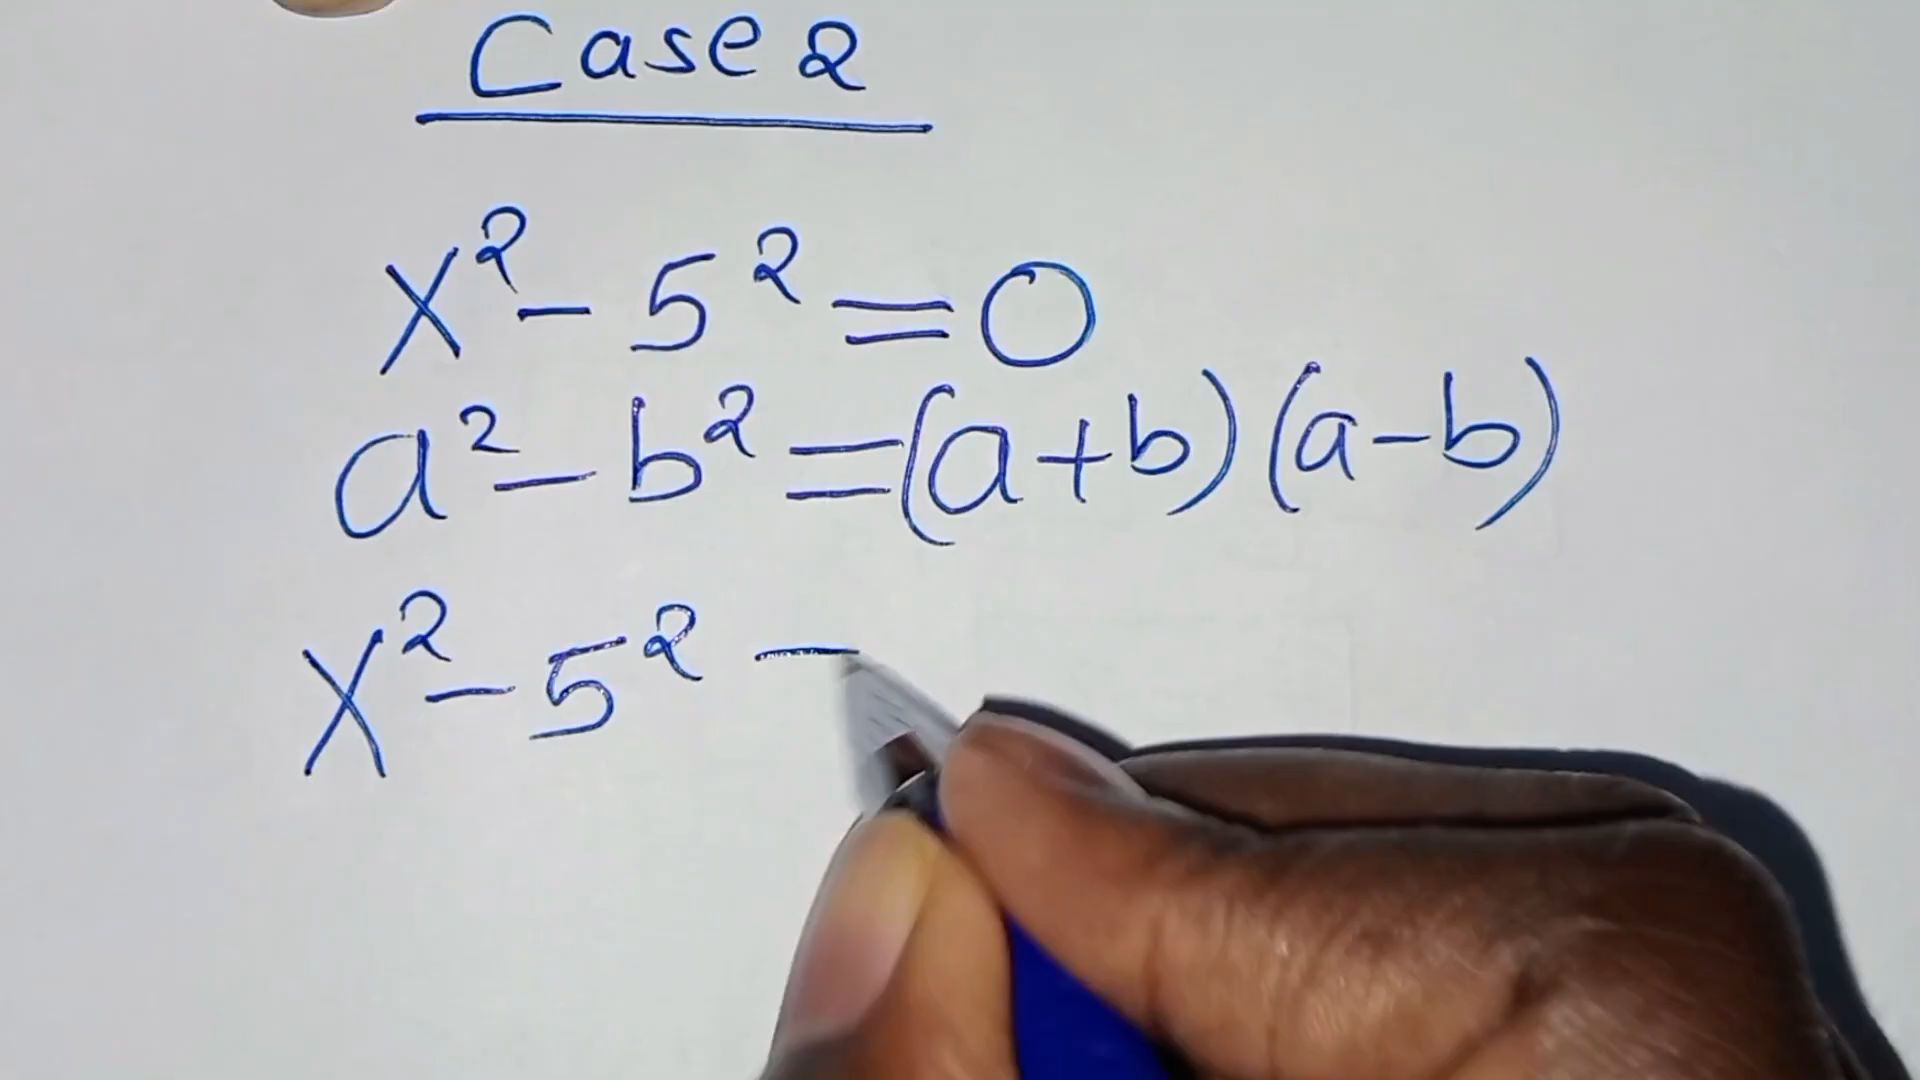 Case 2
x² - 5² = 0
a² - b² = (a+b)(a-b)
x² - 5² -